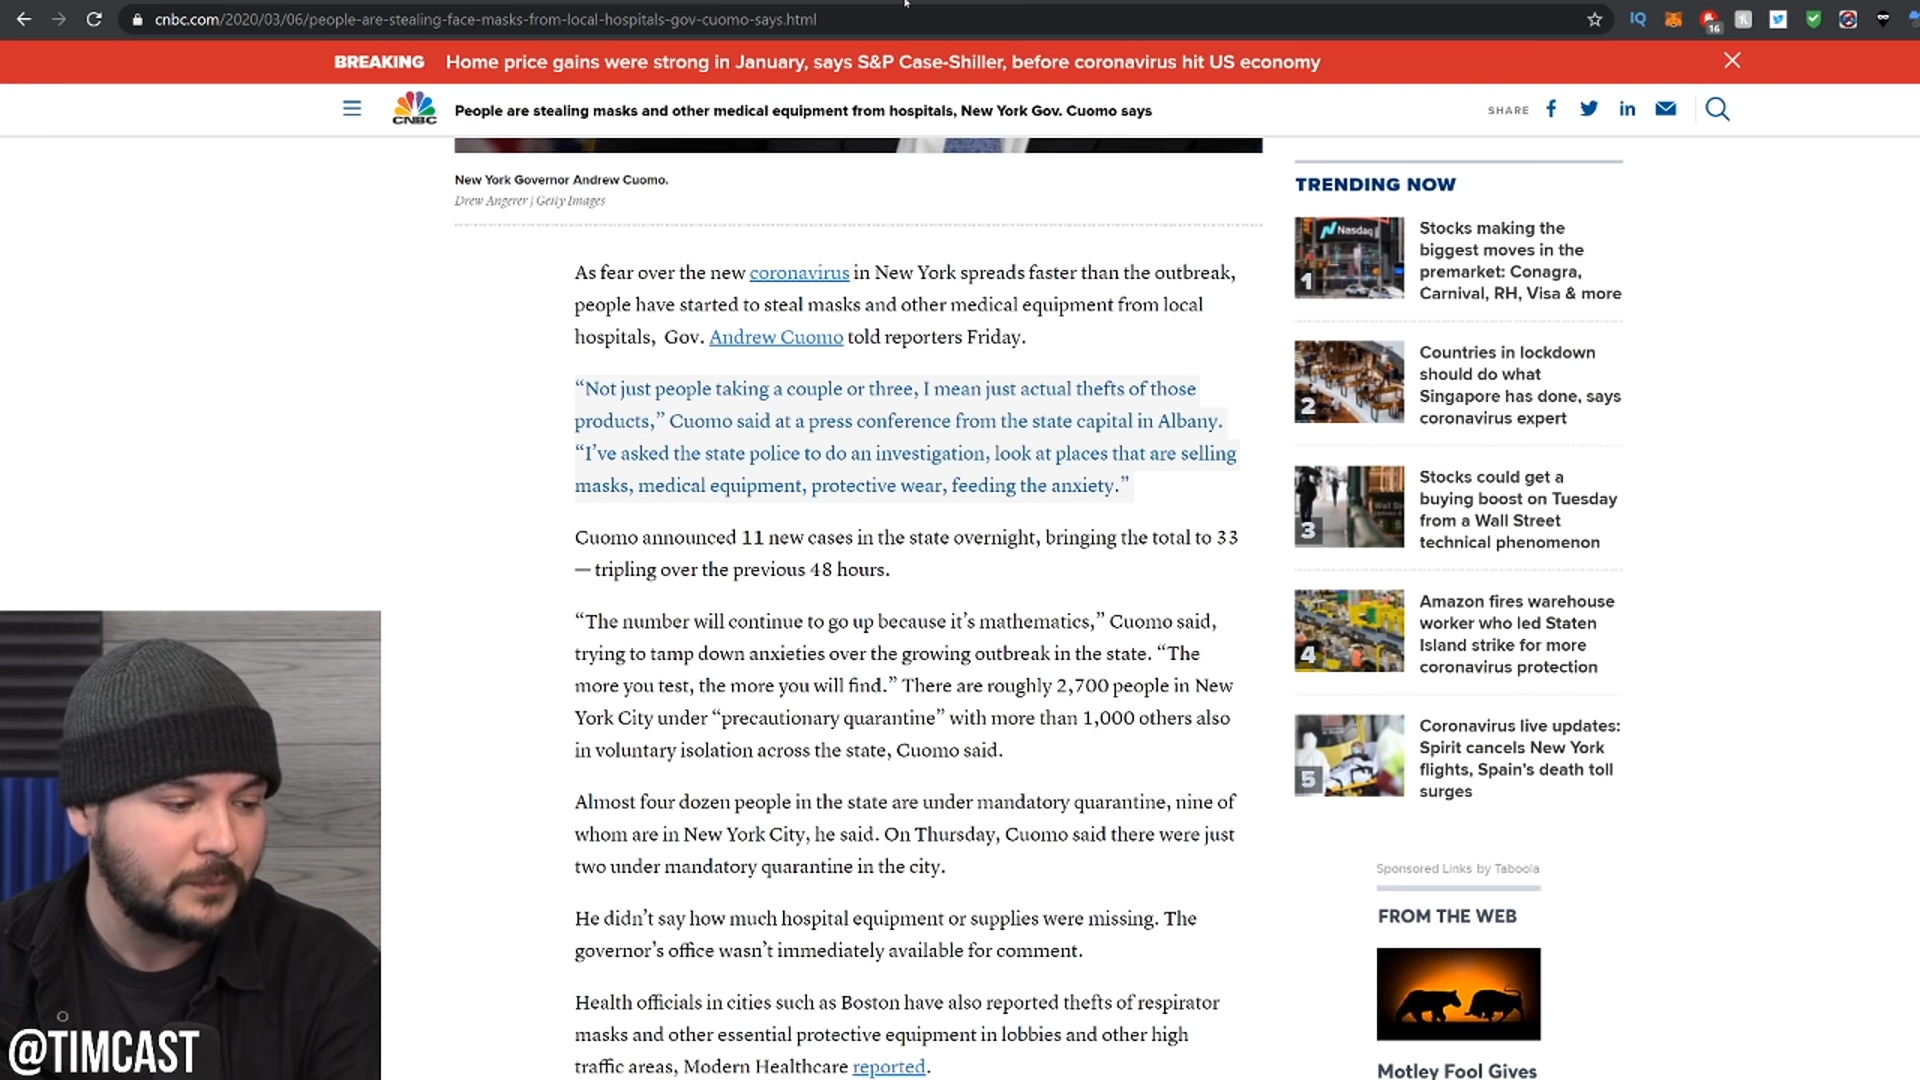 cnbc.com/2020/03/06/people-are-stealing-face-masks-from-local-hospitals-gov-cuomo-says.html
16
BREAKING Home price gains were strong in January, says S&P Case-Shiller, before coronavirus hit US economy
CNBC
People are stealing masks and other medical equipment from hospitals, New York Gov. Cuomo says
SHARE
New York Governor Andrew Cuomo.
Drew Angerer | Getty Images
As fear over the new coronavirus in New York spreads faster than the outbreak,
people have started to steal masks and other medical equipment from local
hospitals, Gov. Andrew Cuomo told reporters Friday.
“Not just people taking a couple or three, I mean just actual thefts of those
products,” Cuomo said at a press conference from the state capital in Albany.
“I’ve asked the state police to do an investigation, look at places that are selling
masks, medical equipment, protective wear, feeding the anxiety.”
Cuomo announced 11 new cases in the state overnight, bringing the total to 33
— tripling over the previous 48 hours.
“The number will continue to go up because it’s mathematics,” Cuomo said,
trying to tamp down anxieties over the growing outbreak in the state. “The
more you test, the more you will find.” There are roughly 2,700 people in New
York City under “precautionary quarantine” with more than 1,000 others also
in voluntary isolation across the state, Cuomo said.
Almost four dozen people in the state are under mandatory quarantine, nine of
whom are in New York City, he said. On Thursday, Cuomo said there were just
two under mandatory quarantine in the city.
He didn’t say how much hospital equipment or supplies were missing. The
governor’s office wasn’t immediately available for comment.
Health officials in cities such as Boston have also reported thefts of respirator
masks and other essential protective equipment in lobbies and other high
traffic areas, Modern Healthcare reported.
TRENDING NOW
Nasdaq
1
Stocks making the
biggest moves in the
premarket: Conagra,
Carnival, RH, Visa & more
2
Countries in lockdown
should do what
Singapore has done, says
coronavirus expert
Wall St
3
Stocks could get a
buying boost on Tuesday
from a Wall Street
technical phenomenon
4
Amazon fires warehouse
worker who led Staten
Island strike for more
coronavirus protection
5
Coronavirus live updates:
Spirit cancels New York
flights, Spain’s death toll
surges
Sponsored Links by Taboola
FROM THE WEB
Motley Fool Gives
@TIMCAST